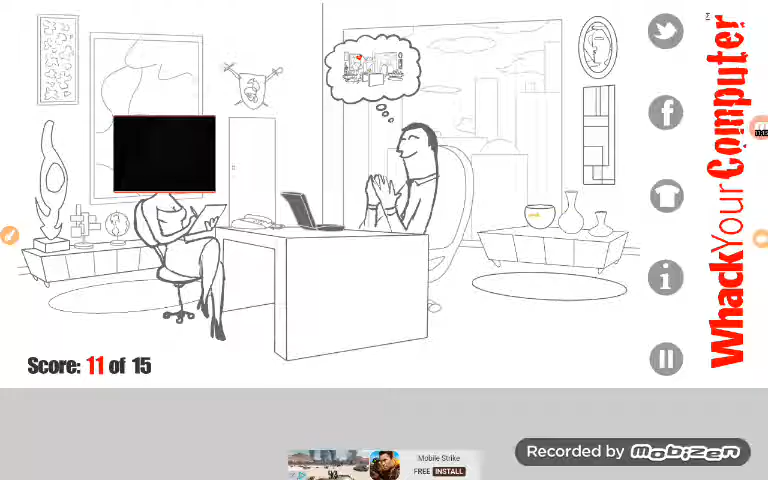 WhackYourComputer
Score: 11 of 15
Mobile Strike
FREE INSTALL
Recorded by MOBIZEN